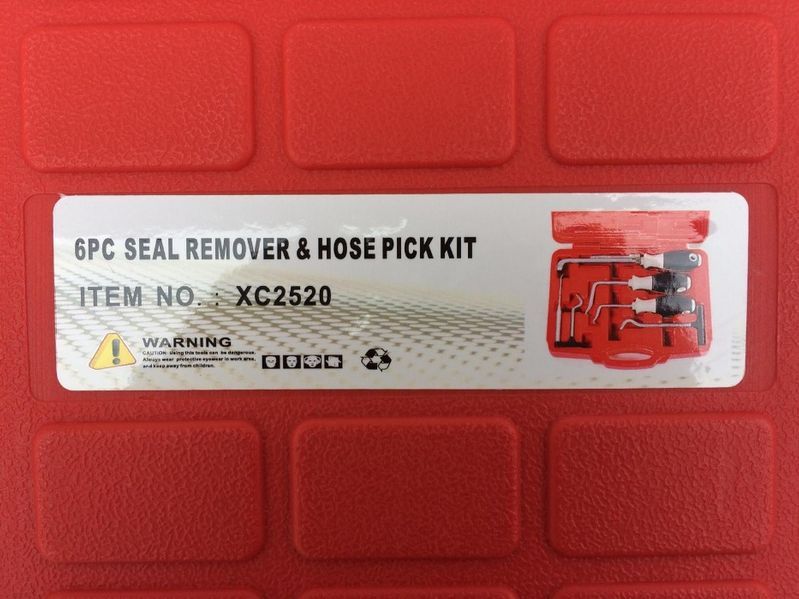 6PC SEAL REMOVER & HOSE PICK KIT
ITEM NO. : XC2520
WARNING
CAUTION: Using this tools can be dangerous.
Always wear protective eyewear in work area,
and keep away from children.